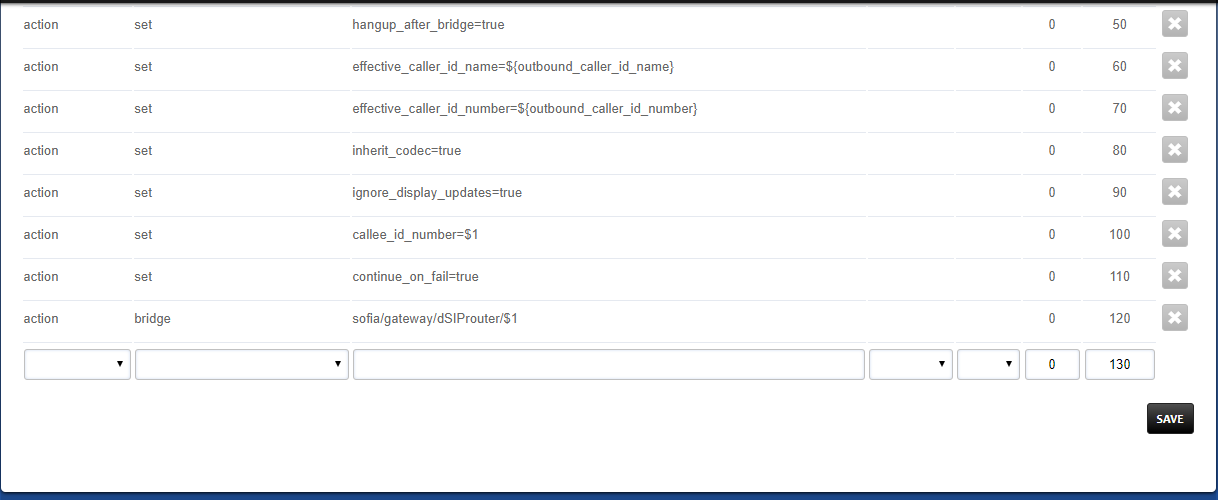 action set hangup_after_bridge=true 0 50
action set effective_caller_id_name=${outbound_caller_id_name} 0 60
action set effective_caller_id_number=${outbound_caller_id_number} 0 70
action set inherit_codec=true 0 80
action set ignore_display_updates=true 0 90
action set callee_id_number=$1 0 100
action set continue_on_fail=true 0 110
action bridge sofia/gateway/dSIProuter/$1 0 120
0 130
SAVE